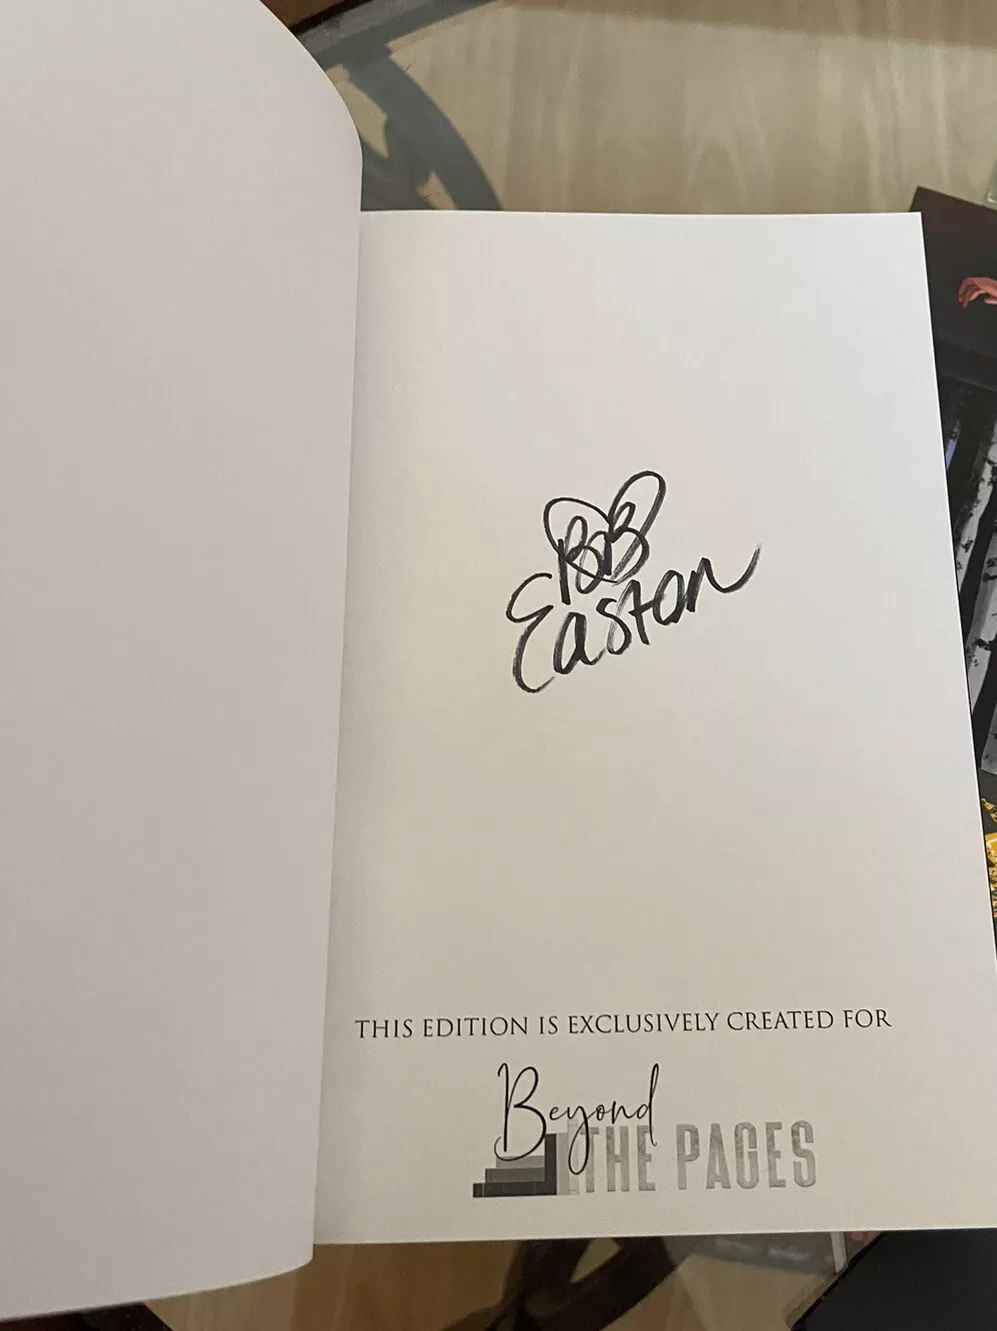 BB
Easton
THIS EDITION IS EXCLUSIVELY CREATED FOR
Beyond
THE PAGES